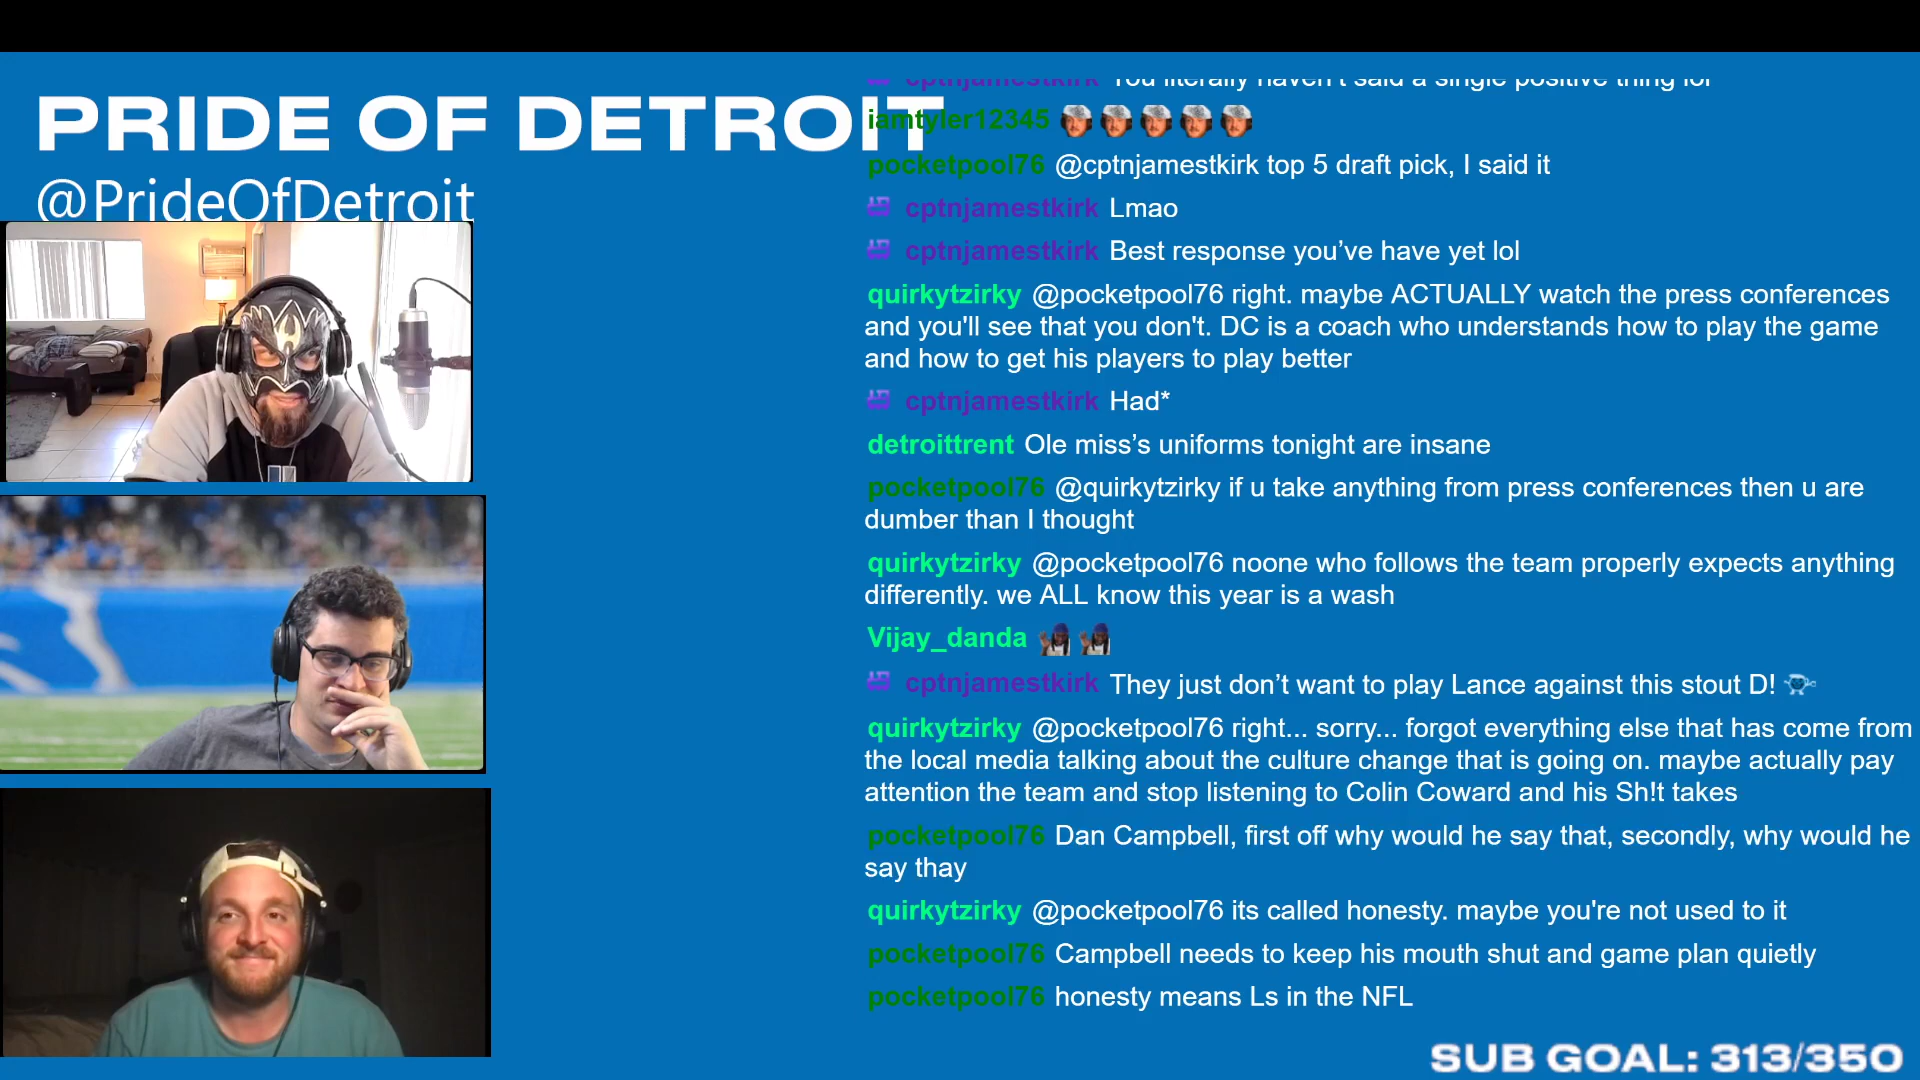 PRIDE OF DETROIT
@PrideOfDetroit
cptnjamestkirk You literally haven't said a single positive thing lol
iamtyler12345
pocketpool76 @cptnjamestkirk top 5 draft pick, I said it
cptnjamestkirk Lmao
cptnjamestkirk Best response you’ve have yet lol
quirkytzirky @pocketpool76 right. maybe ACTUALLY watch the press conferences
and you'll see that you don't. DC is a coach who understands how to play the game
and how to get his players to play better
cptnjamestkirk Had*
detroittrent Ole miss’s uniforms tonight are insane
pocketpool76 @quirkytzirky if u take anything from press conferences then u are
dumber than I thought
quirkytzirky @pocketpool76 noone who follows the team properly expects anything
differently. we ALL know this year is a wash
Vijay_danda
cptnjamestkirk They just don’t want to play Lance against this stout D!
quirkytzirky @pocketpool76 right... sorry... forgot everything else that has come from
the local media talking about the culture change that is going on. maybe actually pay
attention the team and stop listening to Colin Coward and his Sh!t takes
pocketpool76 Dan Campbell, first off why would he say that, secondly, why would he
say thay
quirkytzirky @pocketpool76 its called honesty. maybe you're not used to it
pocketpool76 Campbell needs to keep his mouth shut and game plan quietly
pocketpool76 honesty means Ls in the NFL
SUB GOAL: 313/350